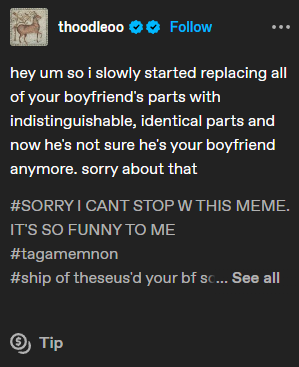 thoodleoo Follow
hey um so i slowly started replacing all
of your boyfriend's parts with
indistinguishable, identical parts and
now he's not sure he's your boyfriend
anymore. sorry about that
#SORRY I CANT STOP W THIS MEME.
IT'S SO FUNNY TO ME
#tagamemnon
#ship of theseus'd your bf sc... See all
Tip